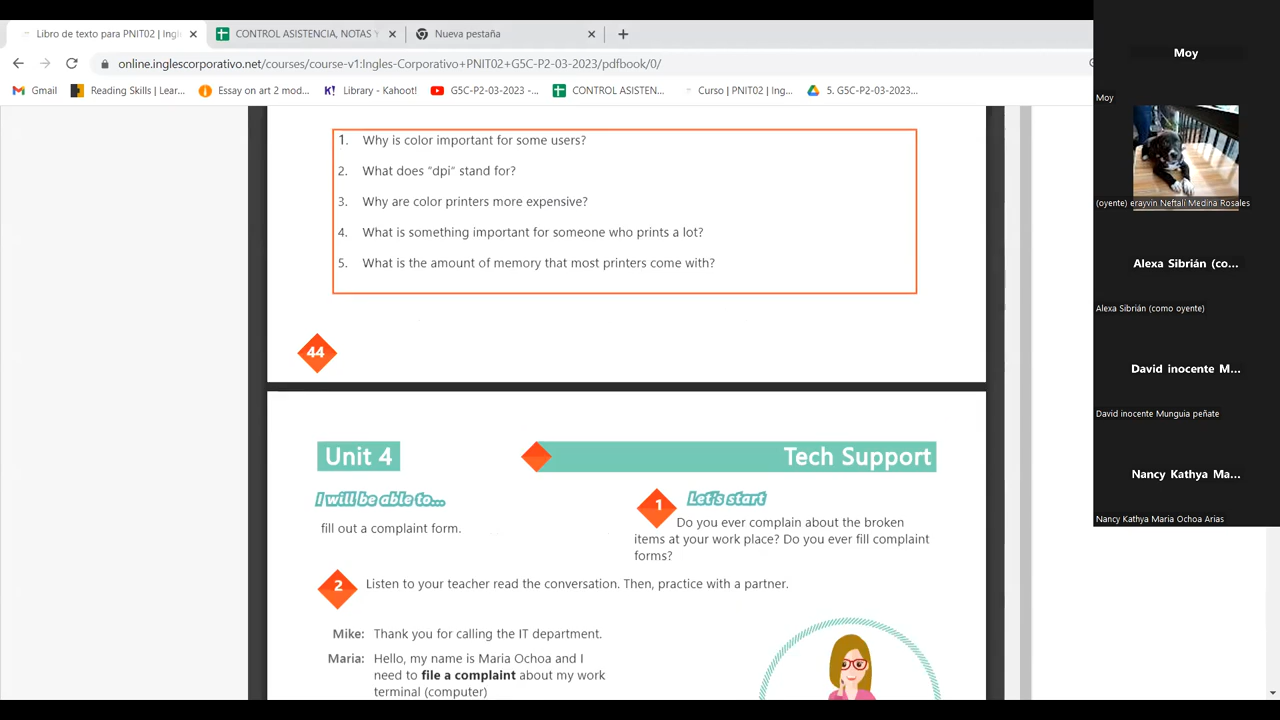 Libro de texto para PNIT02 | Ingl
CONTROL ASISTENCIA, NOTAS Y
Nueva pestaña
online.inglescorporativo.net/courses/course-v1:Ingles-Corporativo+PNIT02+G5C-P2-03-2023/pdfbook/0/
Gmail
Reading Skills | Lear...
Essay on art 2 mod...
Library - Kahoot!
G5C-P2-03-2023 -...
CONTROL ASISTEN...
Curso | PNIT02 | Ing...
5. G5C-P2-03-2023...
1. Why is color important for some users?
2. What does "dpi" stand for?
3. Why are color printers more expensive?
4. What is something important for someone who prints a lot?
5. What is the amount of memory that most printers come with?
44
Unit 4
Tech Support
I will be able to...
fill out a complaint form.
1 Let's start
Do you ever complain about the broken
items at your work place? Do you ever fill complaint
forms?
2 Listen to your teacher read the conversation. Then, practice with a partner.
Mike: Thank you for calling the IT department.
Maria: Hello, my name is Maria Ochoa and I
need to file a complaint about my work
terminal (computer)
Moy
Moy
(oyente) erayvin Neftalí Medina Rosales
Alexa Sibrián (co...
Alexa Sibrián (como oyente)
David inocente M...
David inocente Munguia peñate
Nancy Kathya Ma...
Nancy Kathya Maria Ochoa Arias